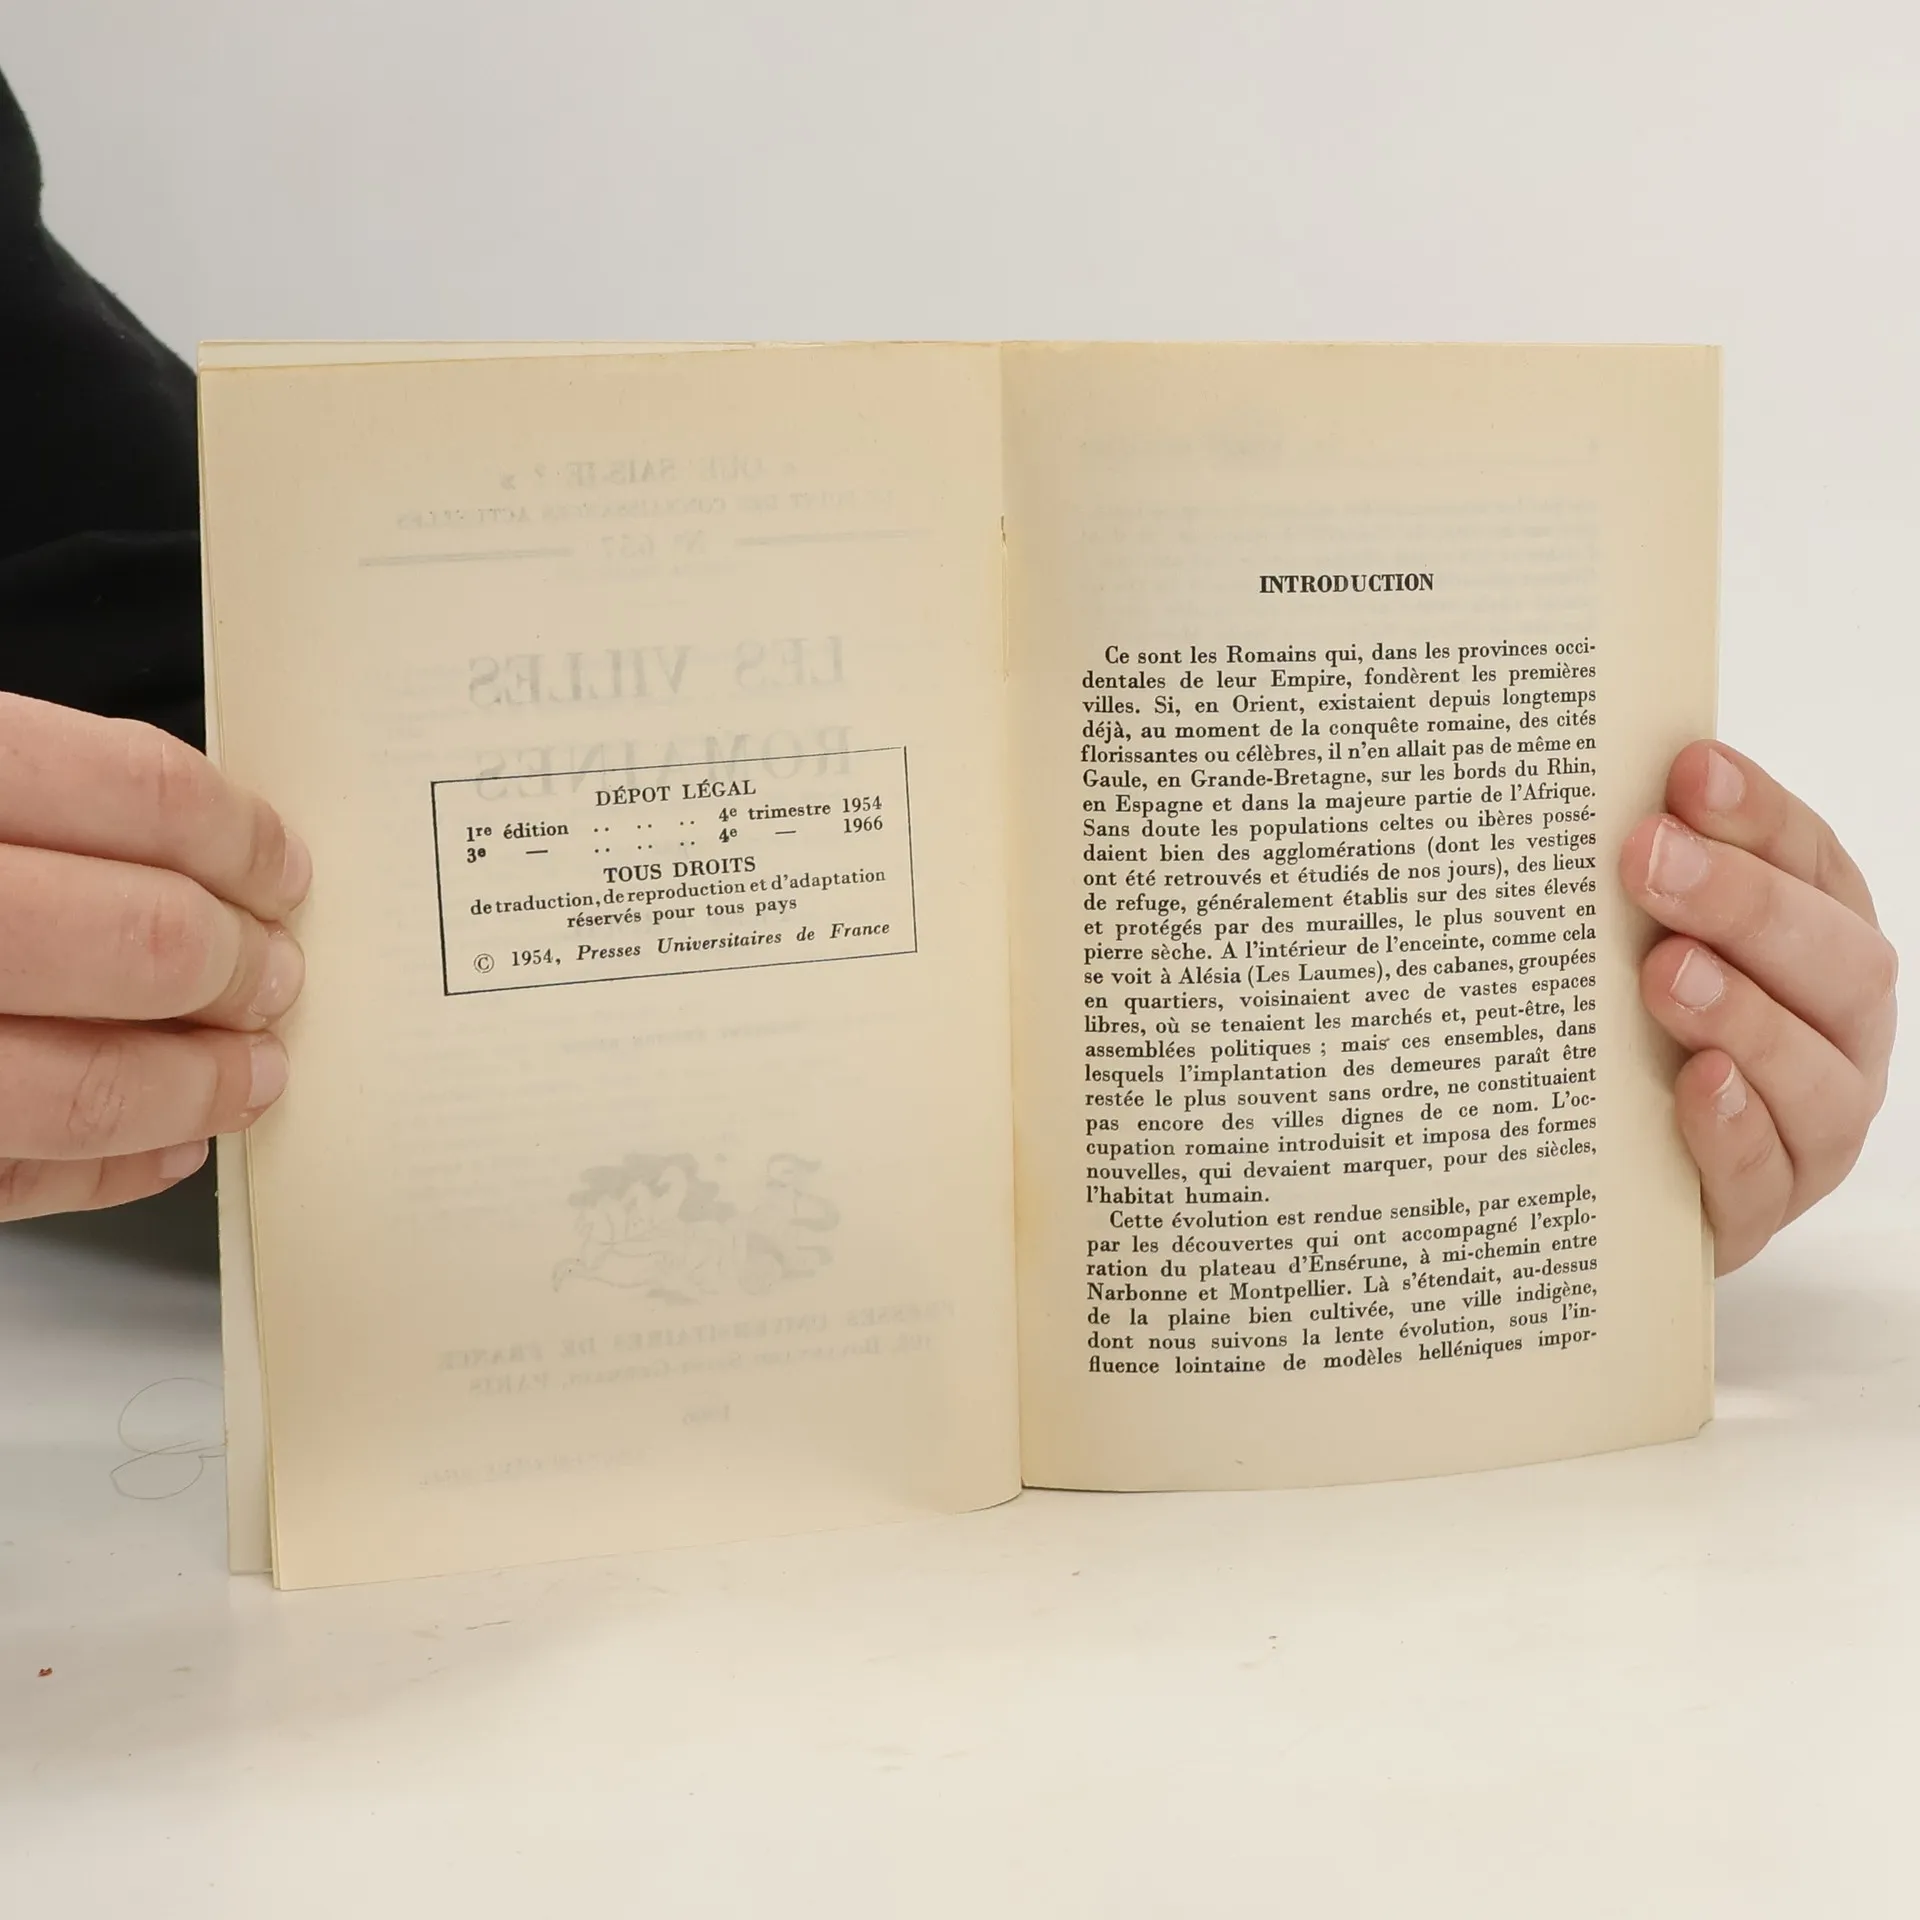 DÉPOT LÉGAL
1re édition .. .. .. 4e trimestre 1954
3e — .. .. .. 4e — 1966
TOUS DROITS
de traduction, de reproduction et d'adaptation
réservés pour tous pays
© 1954, Presses Universitaires de France
INTRODUCTION
Ce sont les Romains qui, dans les provinces occi-
dentales de leur Empire, fondèrent les premières
villes. Si, en Orient, existaient depuis longtemps
déjà, au moment de la conquête romaine, des cités
florissantes ou célèbres, il n'en allait pas de même en
Gaule, en Grande-Bretagne, sur les bords du Rhin,
en Espagne et dans la majeure partie de l'Afrique.
Sans doute les populations celtes ou ibères possé-
daient bien des agglomérations (dont les vestiges
ont été retrouvés et étudiés de nos jours), des lieux
de refuge, généralement établis sur des sites élevés
et protégés par des murailles, le plus souvent en
pierre sèche. A l'intérieur de l'enceinte, comme cela
se voit à Alésia (Les Laumes), des cabanes, groupées
en quartiers, voisinaient avec de vastes espaces
libres, où se tenaient les marchés et, peut-être, les
assemblées politiques ; mais ces ensembles, dans
lesquels l'implantation des demeures paraît être
restée le plus souvent sans ordre, ne constituaient
pas encore des villes dignes de ce nom. L'oc-
cupation romaine introduisit et imposa des formes
nouvelles, qui devaient marquer, pour des siècles,
l'habitat humain.
Cette évolution est rendue sensible, par exemple,
par les découvertes qui ont accompagné l'explo-
ration du plateau d'Ensérune, à mi-chemin entre
Narbonne et Montpellier. Là s'étendait, au-dessus
de la plaine bien cultivée, une ville indigène,
dont nous suivons la lente évolution, sous l'in-
fluence lointaine de modèles helléniques impor-